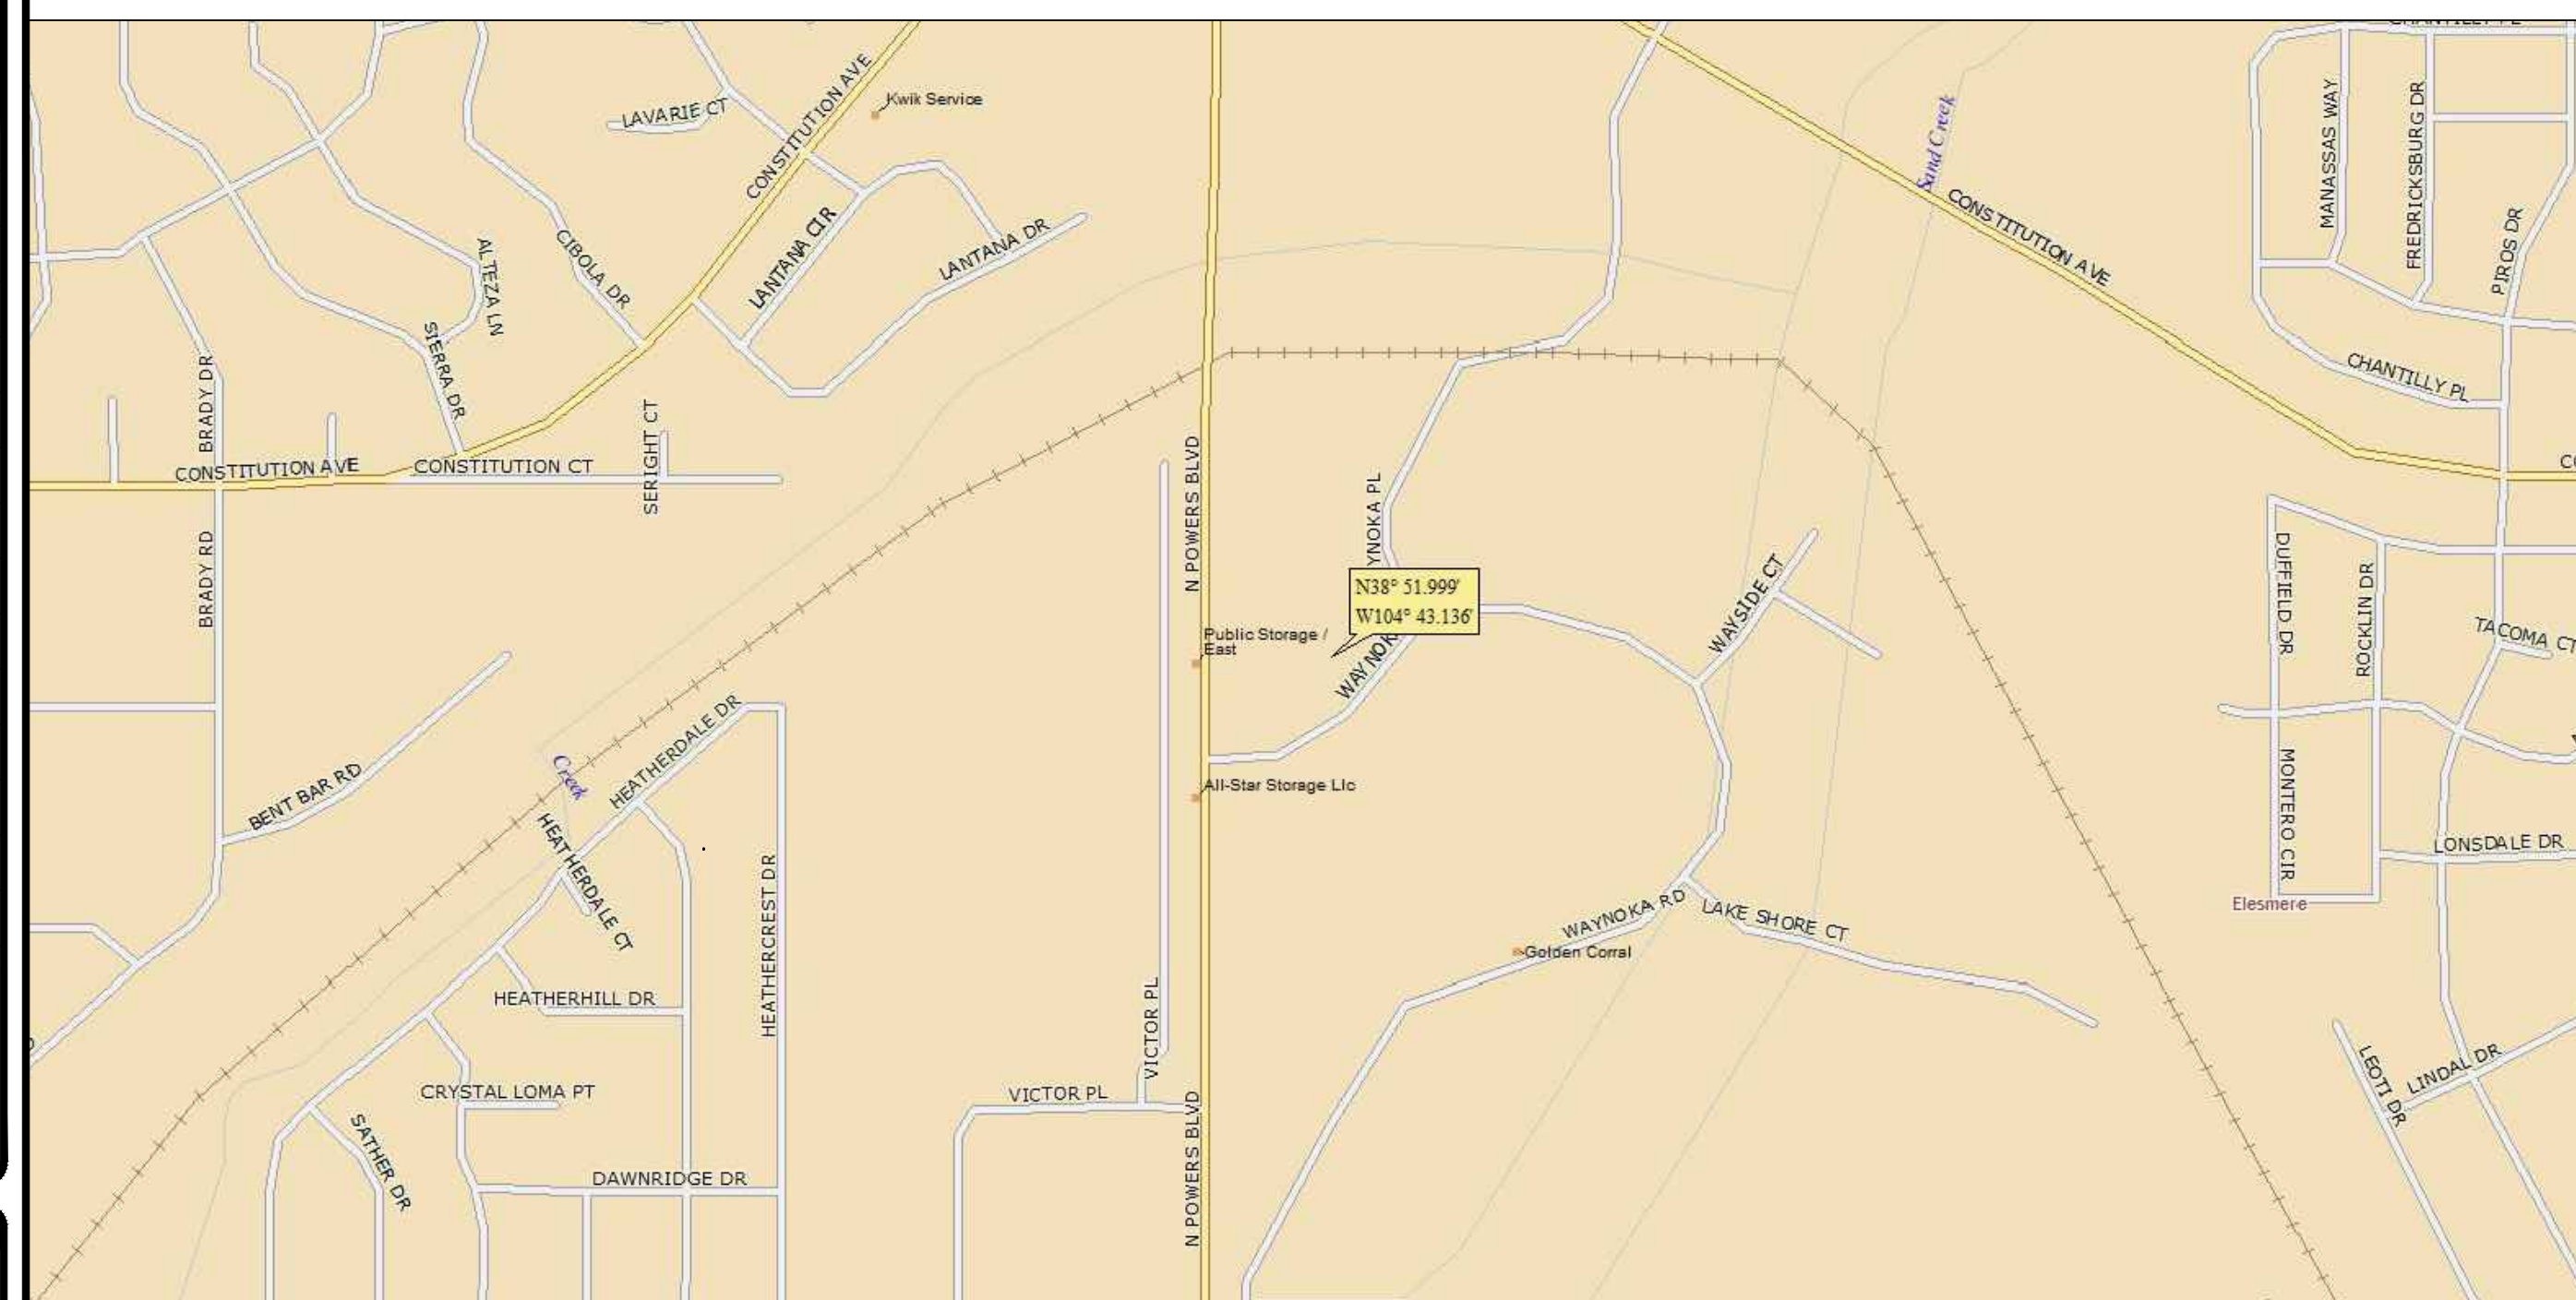 CHANTILLY PL
Kwik Service
CONSTITUTION AVE
LAVARIE CT
MANASSAS WAY
FREDRICKSBURG DR
Sand Creek
CONSTITUTION AVE
PIROS DR
ALTEZA LN
CIBOLA DR
LANTANA CIR
LANTANA DR
SIERRA DR
BRADY DR
CHANTILLY PL
SERIGHT CT
CONSTITUTION AVE
CONSTITUTION CT
N POWERS BLVD
YNOKA PL
BRADY RD
N38° 51.999'
W104° 43.136'
WAYSIDE CT
DUFFIELD DR
ROCKLIN DR
TACOMA CT
Public Storage /
East
WAYNOK
HEATHERDALE DR
Creek
BENT BAR RD
All-Star Storage Llc
MONTERO CIR
LONSDALE DR
HEATHERDALE CT
HEATHERCREST DR
Elesmere
WAYNOKA RD
LAKE SHORE CT
Golden Corral
HEATHERHILL DR
VICTOR PL
CRYSTAL LOMA PT
VICTOR PL
LEOTI DR
LINDAL DR
SATHER DR
DAWNRIDGE DR
N POWERS BLVD